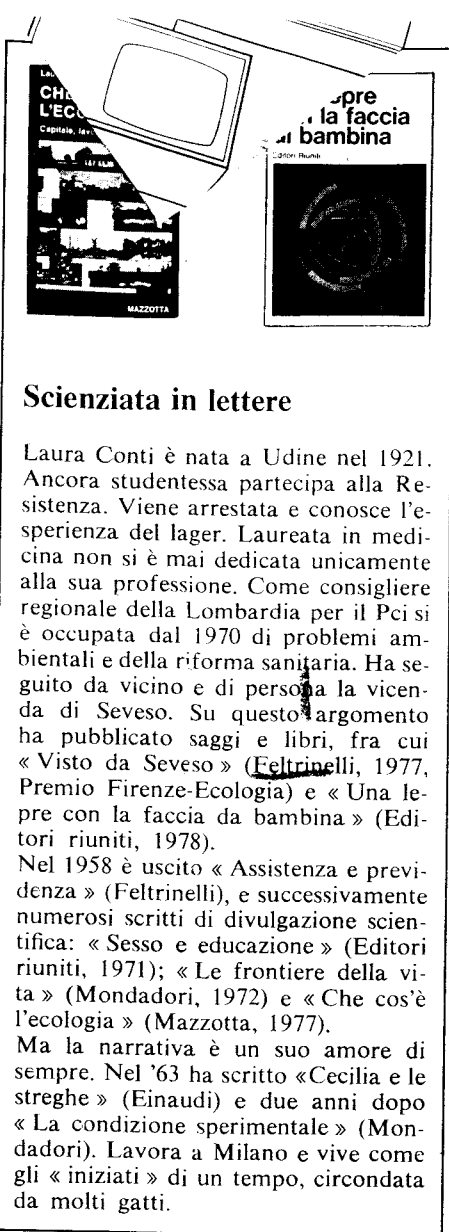 CHE
L'ECO
MAZZOTTA
pre
la faccia
bambina
Editori Riuniti
Scienziata in lettere
Laura Conti è nata a Udine nel 1921.
Ancora studentessa partecipa alla Re-
sistenza. Viene arrestata e conosce l'e-
sperienza del lager. Laureata in medi-
cina non si è mai dedicata unicamente
alla sua professione. Come consigliere
regionale della Lombardia per il Pci si
è occupata dal 1970 di problemi am-
bientali e della riforma sanitaria. Ha se-
guito da vicino e di persona la vicen-
da di Seveso. Su questo argomento
ha pubblicato saggi e libri, fra cui
« Visto da Seveso » (Feltrinelli, 1977,
Premio Firenze-Ecologia) e « Una le-
pre con la faccia da bambina » (Edi-
tori riuniti, 1978).
Nel 1958 è uscito « Assistenza e previ-
denza » (Feltrinelli), e successivamente
numerosi scritti di divulgazione scien-
tifica: « Sesso e educazione » (Editori
riuniti, 1971); « Le frontiere della vi-
ta » (Mondadori, 1972) e « Che cos'è
l'ecologia » (Mazzotta, 1977).
Ma la narrativa è un suo amore di
sempre. Nel '63 ha scritto «Cecilia e le
streghe » (Einaudi) e due anni dopo
« La condizione sperimentale » (Mon-
dadori). Lavora a Milano e vive come
gli « iniziati » di un tempo, circondata
da molti gatti.